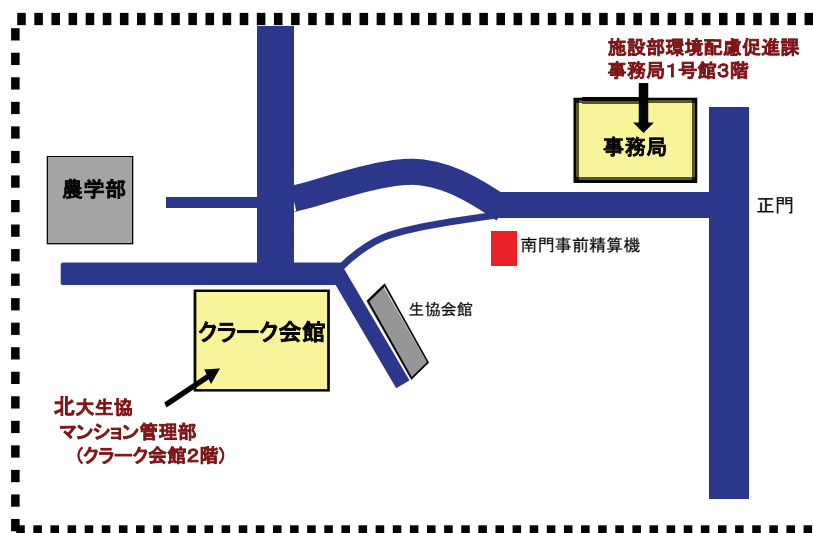 施設部環境配慮促進課
事務局１号館３階
事務局
農学部
正門
南門事前精算機
生協会館
クラーク会館
北大生協
マンション管理部
（クラーク会館２階）